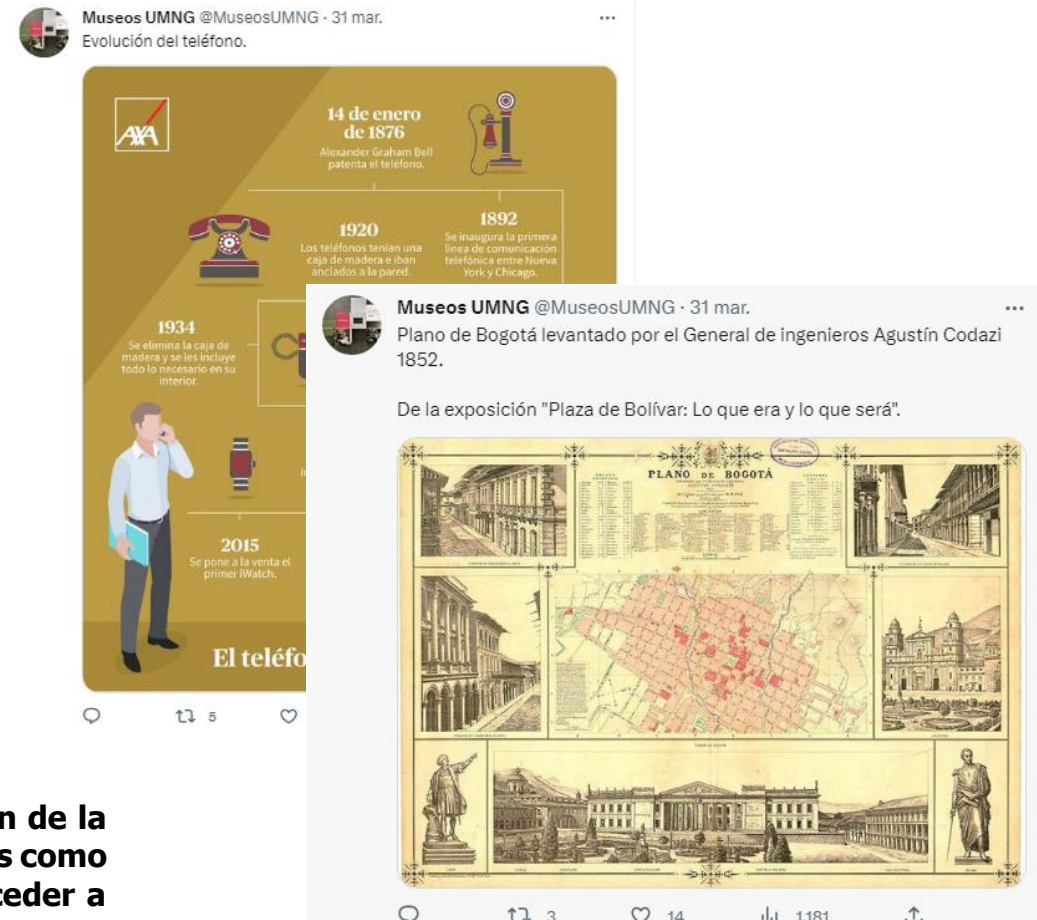 Museos UMNG @MuseosUMNG · 31 mar.
Evolución del teléfono.
AXA
14 de enero
de 1876
Alexander Graham Bell
patenta el teléfono.
1920
Los teléfonos tenían una
caja de madera e iban
anclados a la pared.
1892
Se inaugura la primera
línea de comunicación
telefónica entre Nueva
York y Chicago.
1934
Se elimina la caja de
madera y se les incluye
todo lo necesario en su
interior.
2015
Se pone a la venta el
primer iWatch.
El teléfo
5
Museos UMNG @MuseosUMNG · 31 mar.
Plano de Bogotá levantado por el General de ingenieros Agustín Codazi
1852.
De la exposición "Plaza de Bolívar: Lo que era y lo que será".
PLANO DE BOGOTÁ
3 14 1.181
n de la
s como
ceder a